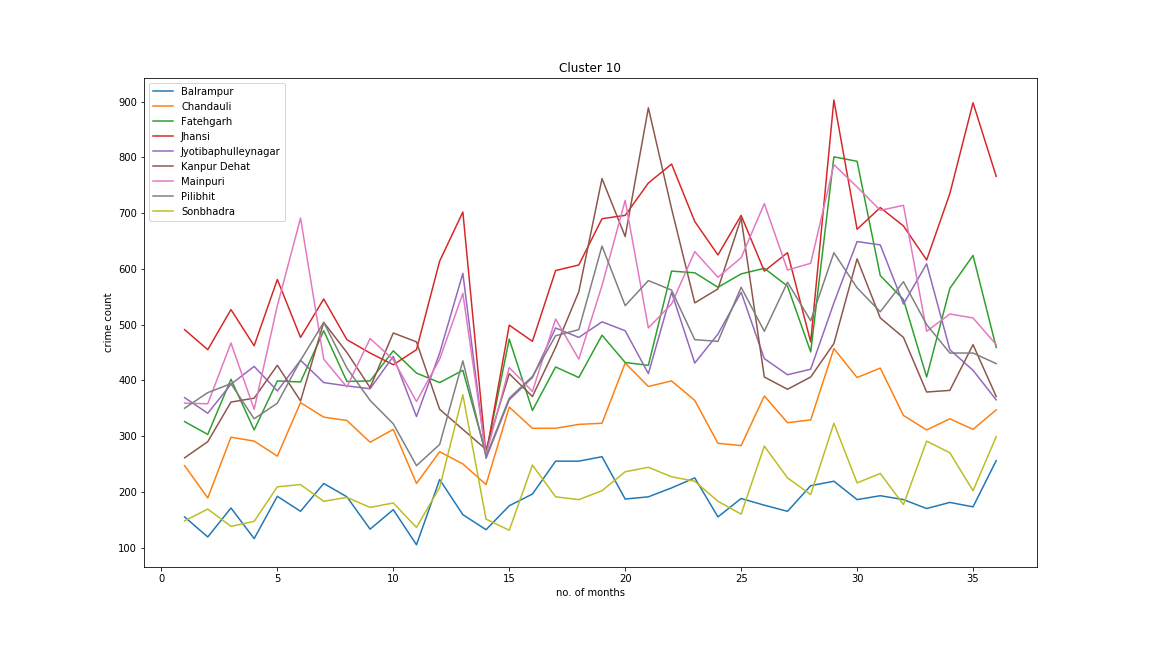 Cluster 10
900
800
700
600
500
400
300
200
100
crime count
Balrampur
Chandauli
Fatehgarh
Jhansi
Jyotibaphulleynagar
Kanpur Dehat
Mainpuri
Pilibhit
Sonbhadra
0 5 10 15 20 25 30 35
no. of months